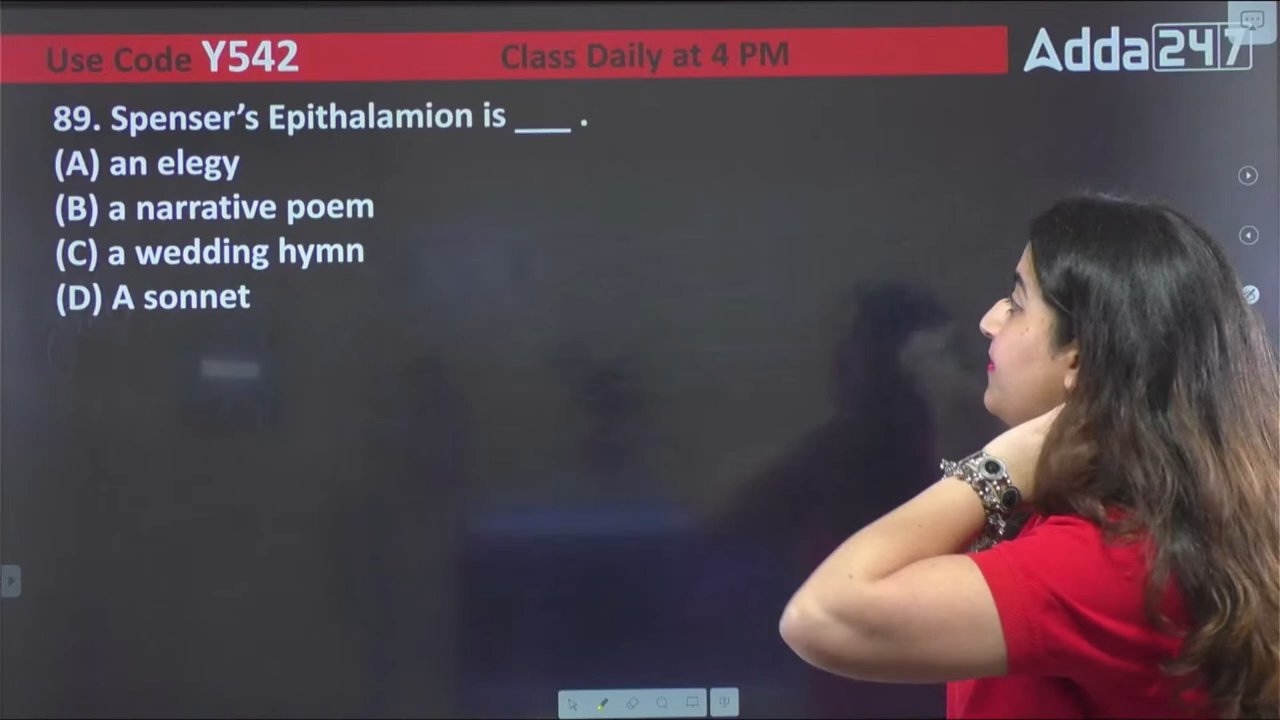 Use Code Y542 Class Daily at 4 PM Adda247
89. Spenser's Epithalamion is ___ .
(A) an elegy
(B) a narrative poem
(C) a wedding hymn
(D) A sonnet